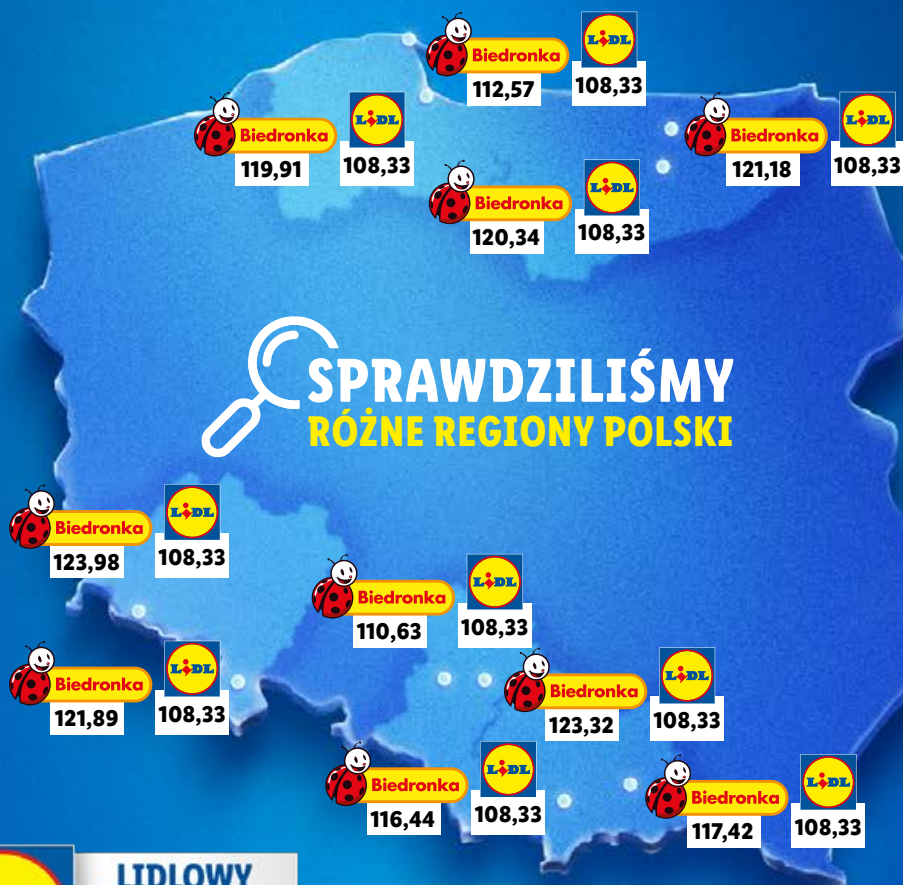 Biedronka LIDL
112,57 108,33
Biedronka LIDL
119,91 108,33
Biedronka LIDL
121,18 108,33
Biedronka LIDL
120,34 108,33
SPRAWDZILIŚMY
RÓŻNE REGIONY POLSKI
Biedronka LIDL
123,98 108,33
Biedronka LIDL
110,63 108,33
Biedronka LIDL
121,89 108,33
Biedronka LIDL
123,32 108,33
Biedronka LIDL
116,44 108,33
Biedronka LIDL
117,42 108,33
LIDLOWY